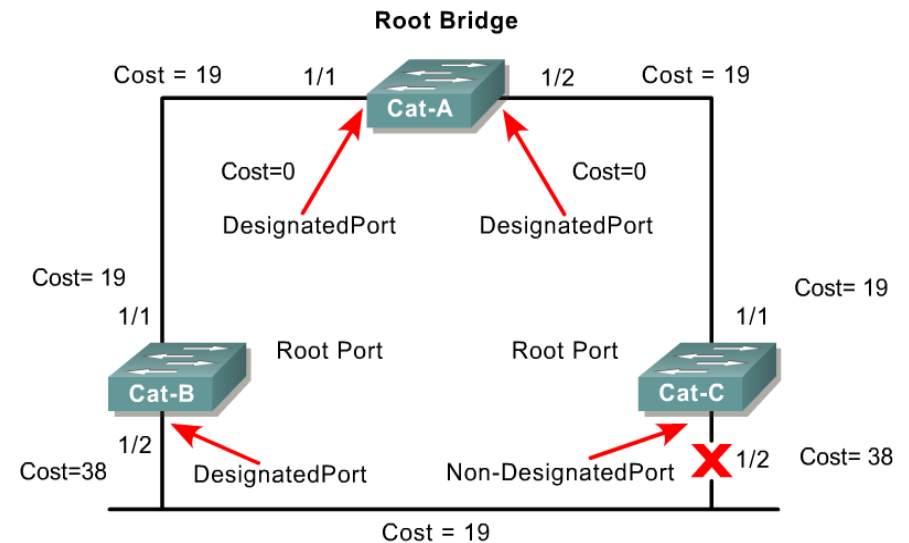 Root Bridge
Cost = 19
1/1
1/2
Cost = 19
Cat-A
Cost=0
Cost=0
DesignatedPort
DesignatedPort
Cost= 19
Cost= 19
1/1
1/1
Root Port
Root Port
Cat-B
Cat-C
1/2
DesignatedPort
Non-DesignatedPort
1/2
Cost= 38
Cost=38
Cost = 19